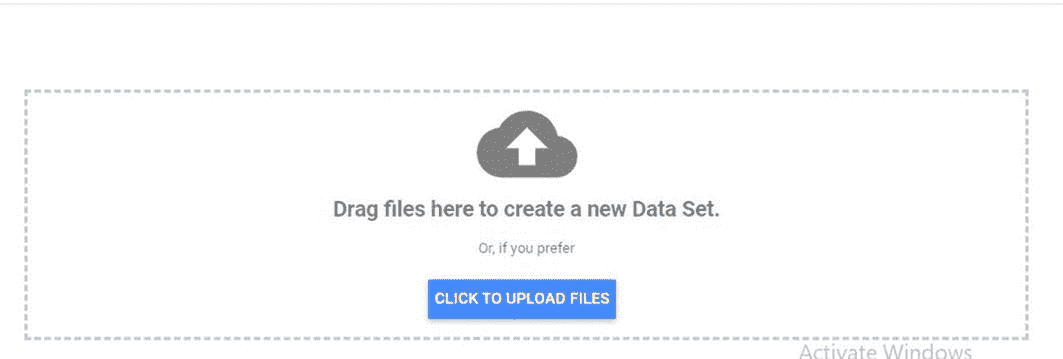 Drag files here to create a new Data Set.
Or, if you prefer
CLICK TO UPLOAD FILES
Activate Windows